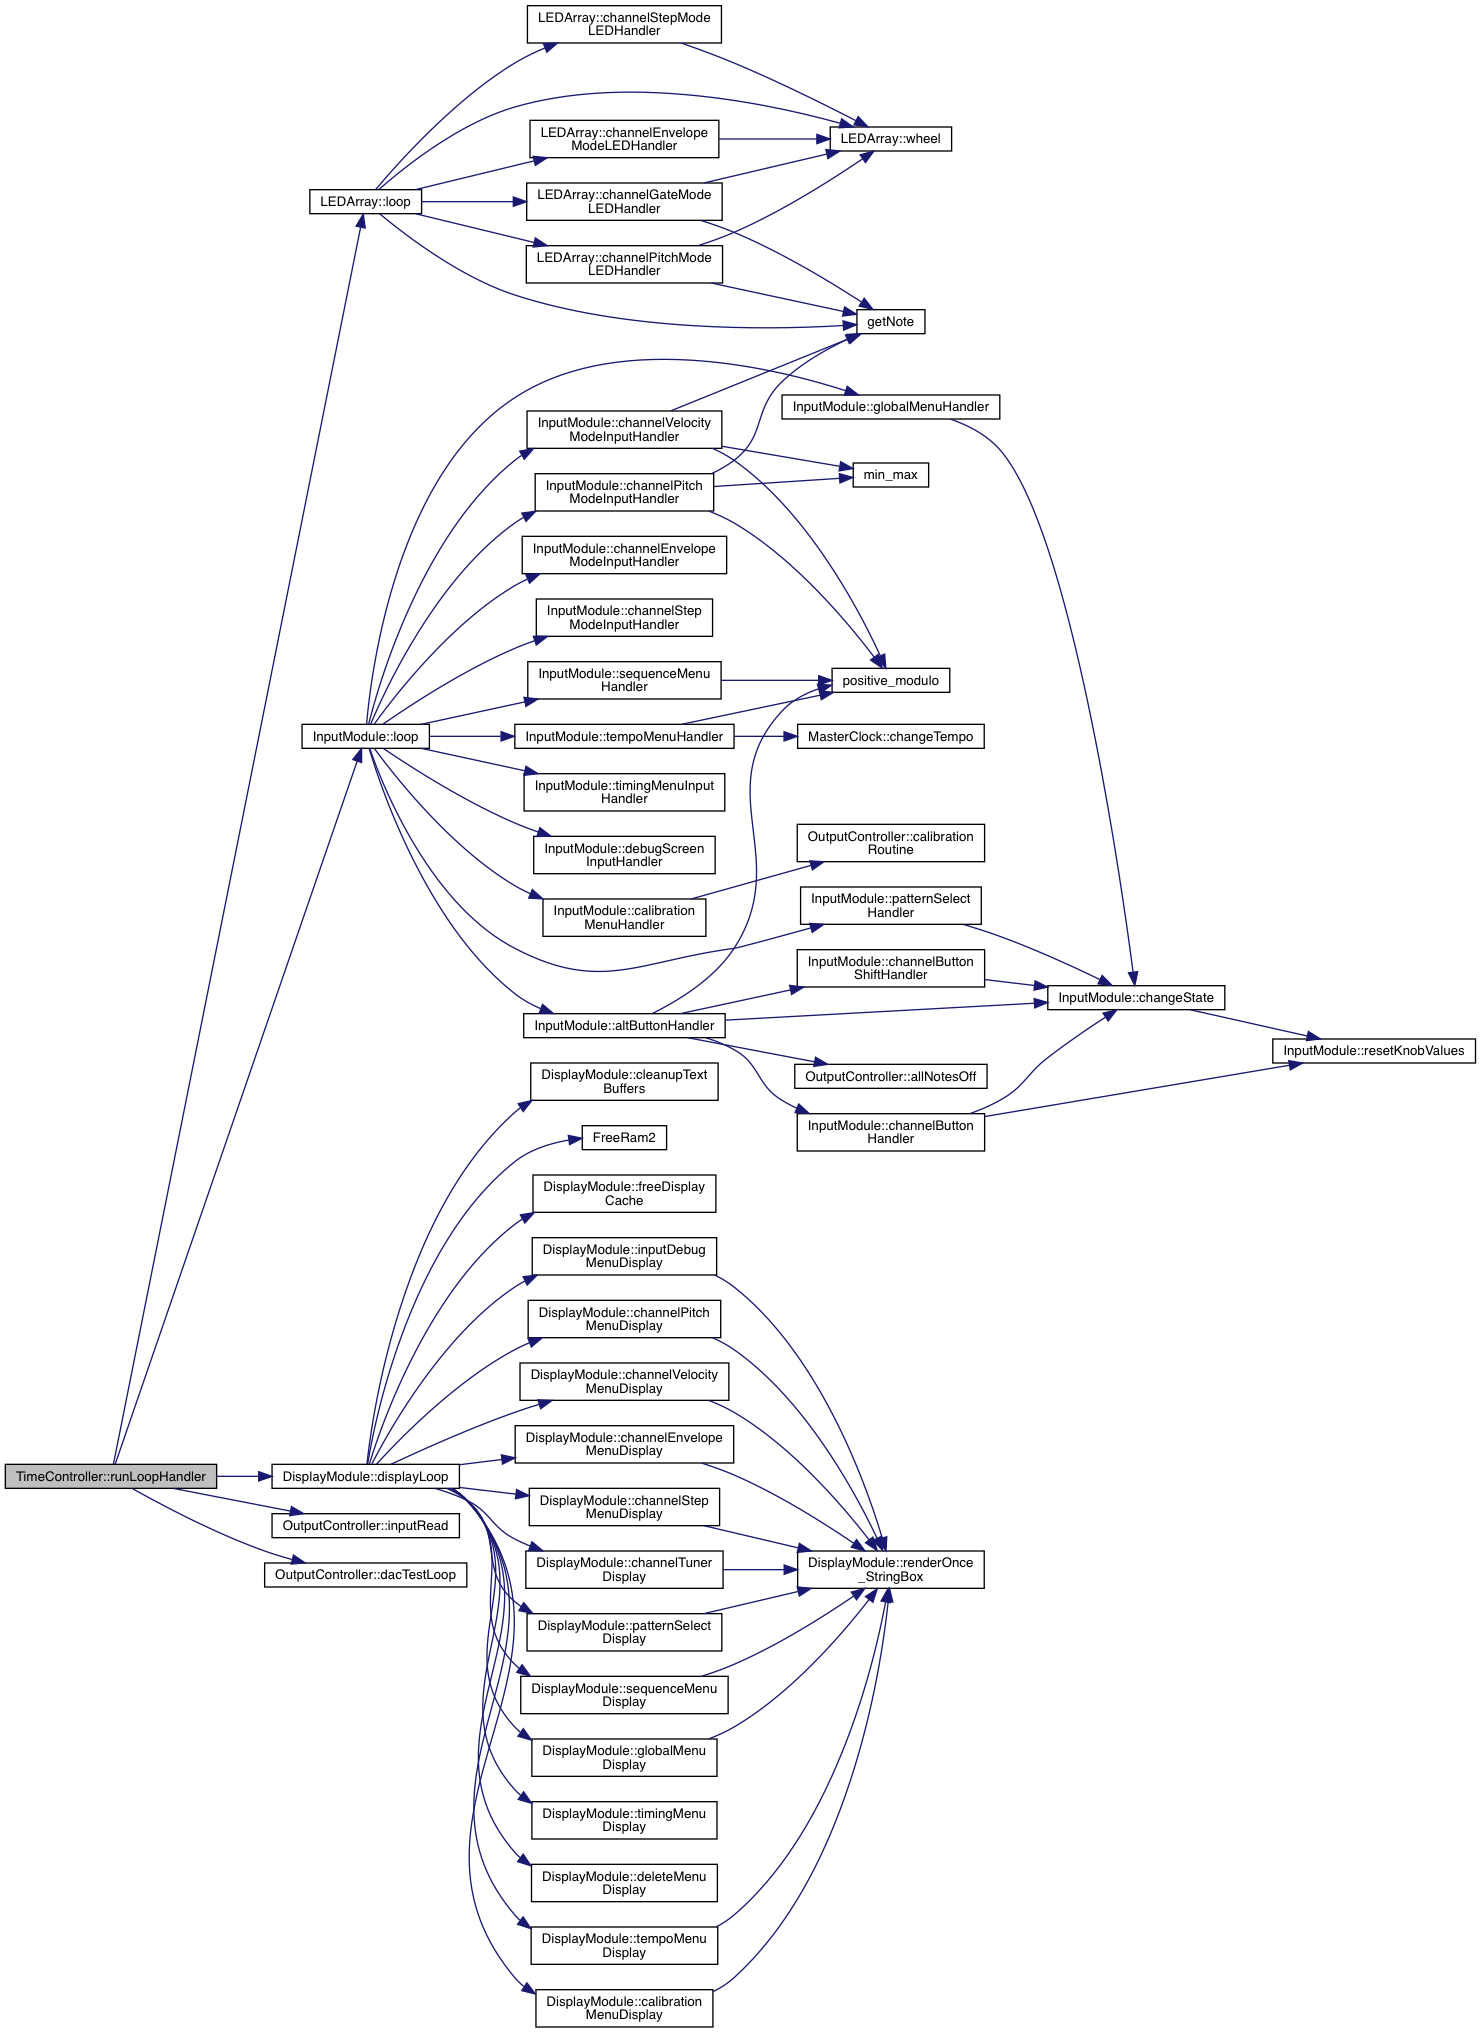 LEDArray::channelStepMode
LEDHandler
LEDArray::channelEnvelope
ModeLEDHandler
LEDArray::wheel
LEDArray::channelGateMode
LEDHandler
LEDArray::loop
LEDArray::channelPitchMode
LEDHandler
getNote
InputModule::globalMenuHandler
InputModule::channelVelocity
ModeInputHandler
min_max
InputModule::channelPitch
ModeInputHandler
InputModule::channelEnvelope
ModeInputHandler
InputModule::channelStep
ModeInputHandler
InputModule::sequenceMenu
Handler
positive_modulo
InputModule::loop
InputModule::tempoMenuHandler
MasterClock::changeTempo
InputModule::timingMenuInput
Handler
InputModule::debugScreen
InputHandler
OutputController::calibration
Routine
InputModule::calibration
MenuHandler
InputModule::patternSelect
Handler
InputModule::channelButton
ShiftHandler
InputModule::changeState
InputModule::altButtonHandler
InputModule::resetKnobValues
OutputController::allNotesOff
InputModule::channelButton
Handler
DisplayModule::cleanupText
Buffers
FreeRam2
DisplayModule::freeDisplay
Cache
DisplayModule::inputDebug
MenuDisplay
DisplayModule::channelPitch
MenuDisplay
DisplayModule::channelVelocity
MenuDisplay
DisplayModule::channelEnvelope
MenuDisplay
TimeController::runLoopHandler
DisplayModule::displayLoop
DisplayModule::channelStep
MenuDisplay
OutputController::inputRead
DisplayModule::channelTuner
Display
DisplayModule::renderOnce
_StringBox
OutputController::dacTestLoop
DisplayModule::patternSelect
Display
DisplayModule::sequenceMenu
Display
DisplayModule::globalMenu
Display
DisplayModule::timingMenu
Display
DisplayModule::deleteMenu
Display
DisplayModule::tempoMenu
Display
DisplayModule::calibration
MenuDisplay